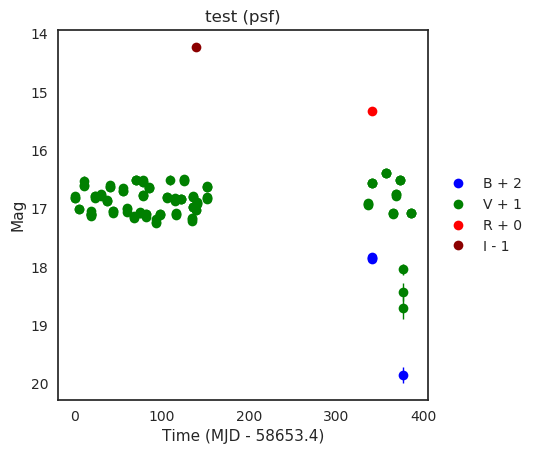 test (psf)
14
15
16
17
18
19
20
Mag
0
100
200
300
400
Time (MJD - 58653.4)
B + 2
V + 1
R + 0
I - 1